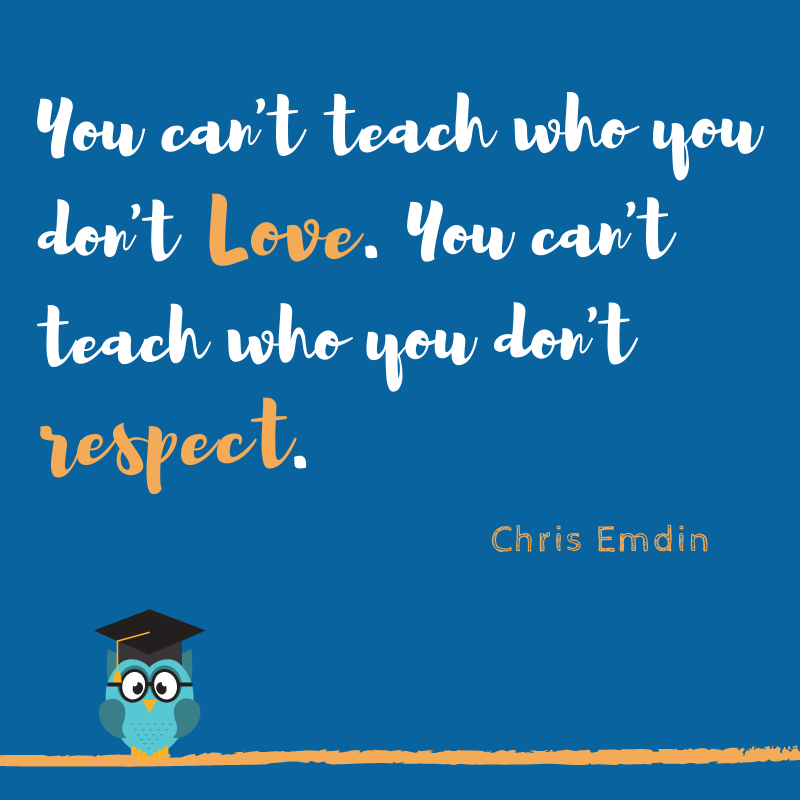 You can't teach who you
don't Love. You can't
teach who you don't
respect.
Chris Emdin